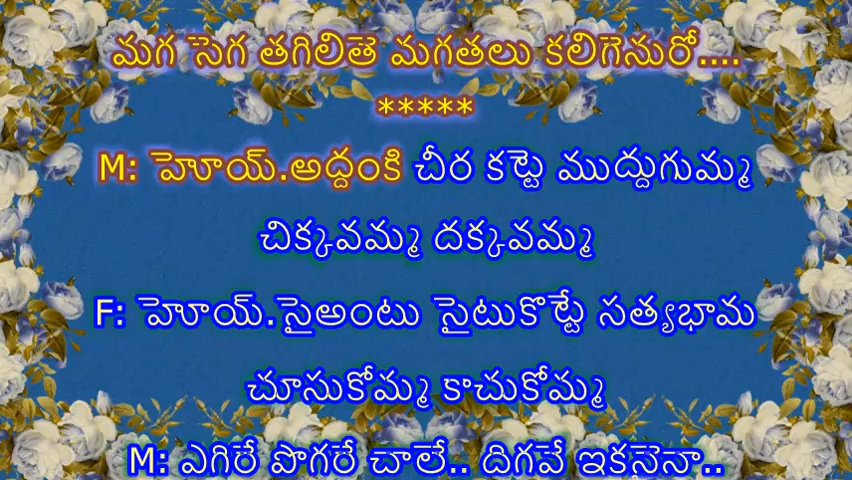 మగ సెగ తగిలితె మగతలు కలిగెనురో....
*****
M: హెూయ్.అద్దంకి చీర కట్టె ముద్దుగుమ్మ
చిక్కవమ్మ దక్కవమ్మ
F: హెూయ్.సైఅంటు సైటుకొట్టే సత్యభామ
చూసుకోమ్మ కాచుకోమ్మ
M: ఎగిరే పొగరే చాలే.. దిగవే ఇకనైనా..